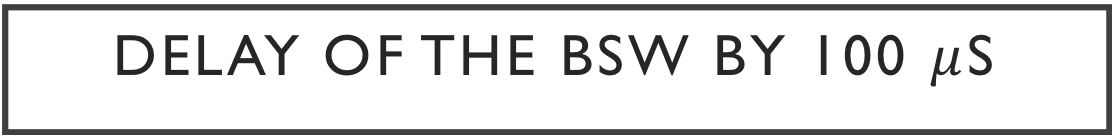 DELAY OF THE BSW BY 100 μS